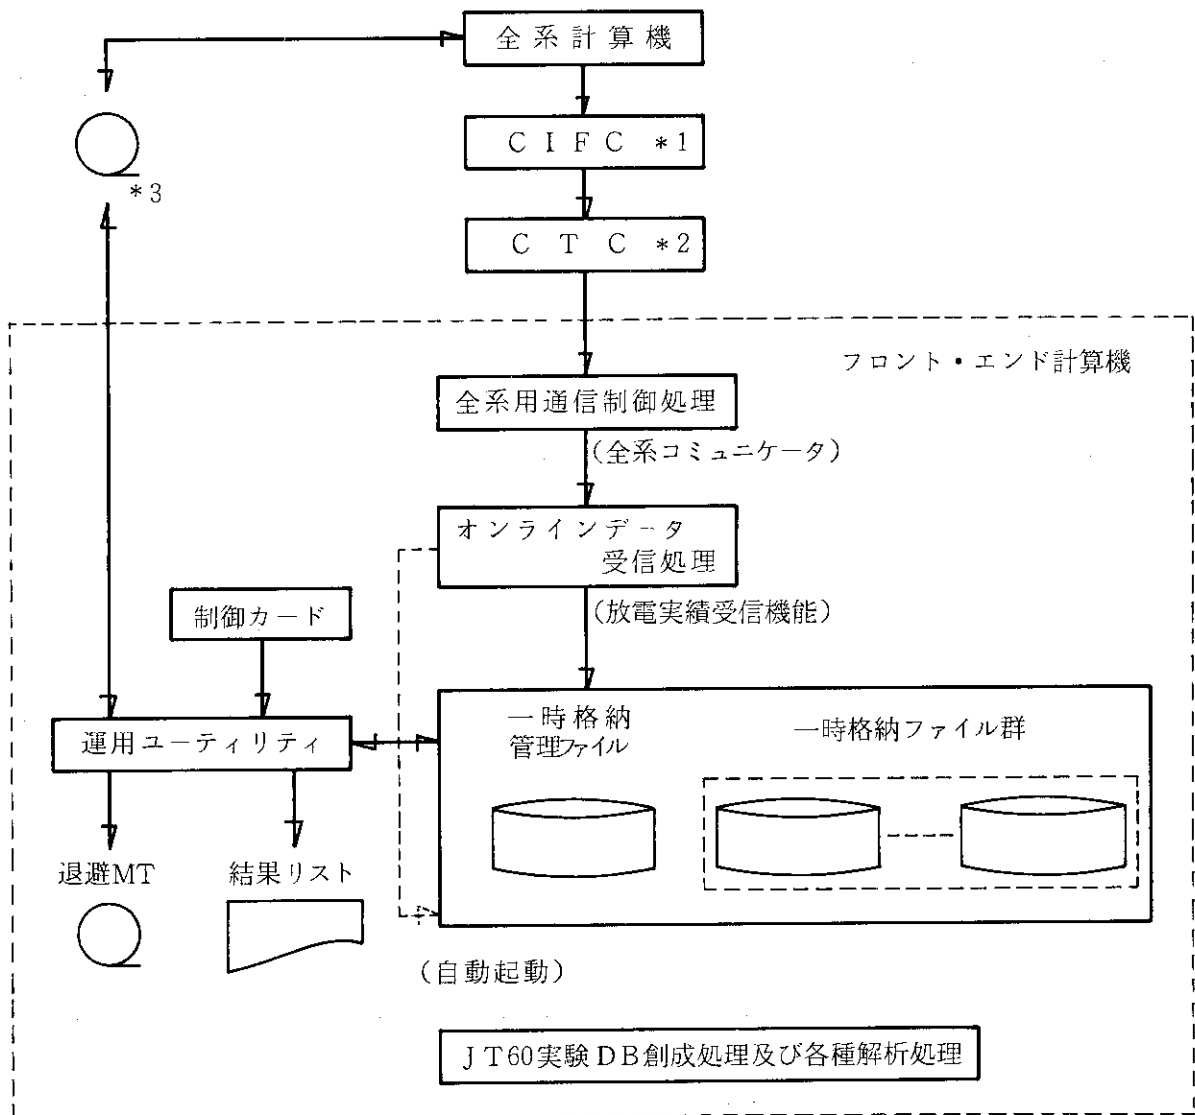 全系計算機
CIFC *1
*3
CTC *2
フロント・エンド計算機
全系用通信制御処理
(全系コミュニケータ)
オンラインデータ
受信処理
(放電実績受信機能)
制御カード
運用ユーティリティ
一時格納
管理ファイル
一時格納ファイル群
退避MT
結果リスト
(自動起動)
JT60実験DB創成処理及び各種解析処理